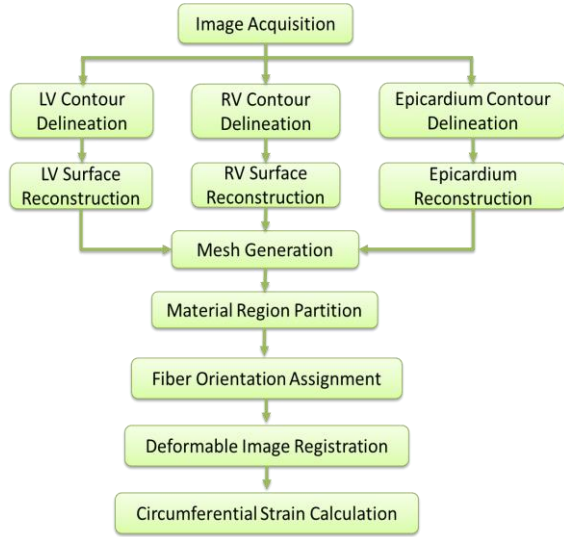 Image Acquisition
LV Contour
Delineation
RV Contour
Delineation
Epicardium Contour
Delineation
LV Surface
Reconstruction
RV Surface
Reconstruction
Epicardium
Reconstruction
Mesh Generation
Material Region Partition
Fiber Orientation Assignment
Deformable Image Registration
Circumferential Strain Calculation